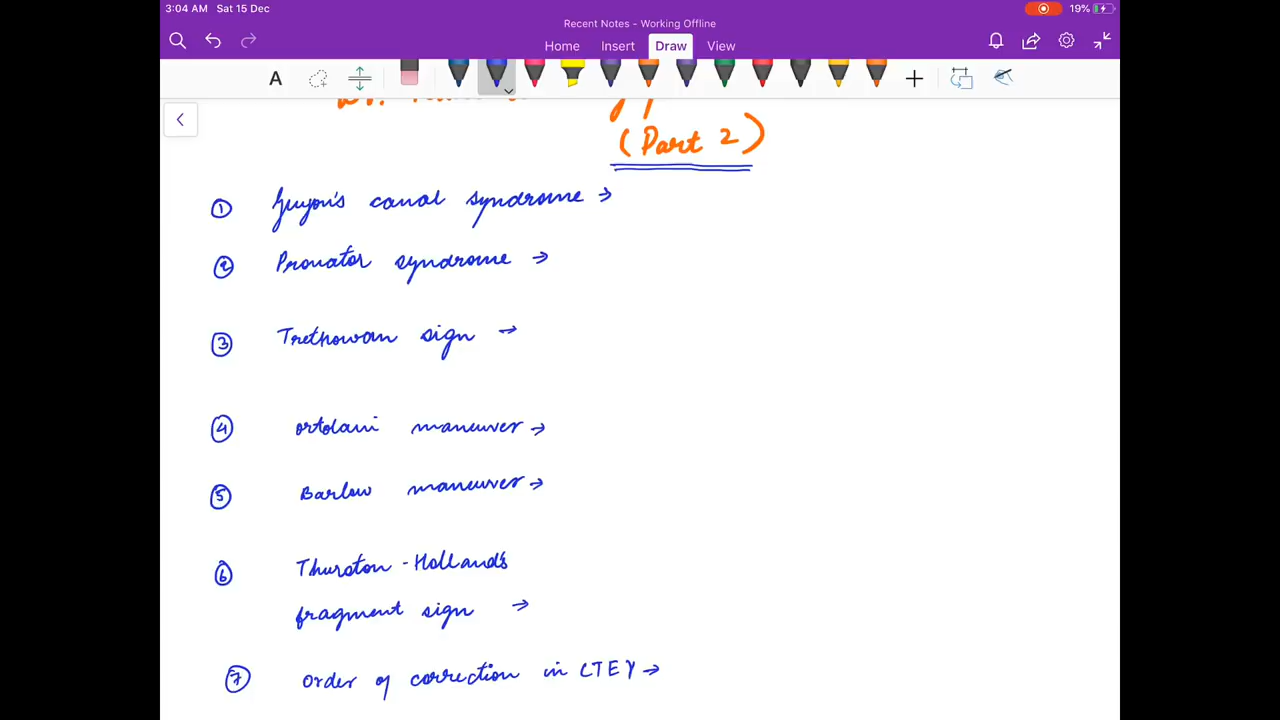 3:04 AM Sat 15 Dec
19%
Recent Notes - Working Offline
Home Insert Draw View
A
(Part 2)
① Guyon's canal syndrome →
② Pronator syndrome →
③ Trethowan sign →
④ ortolani maneuver →
⑤ Barlow maneuver →
⑥ Thurston - Holland's
fragment sign →
⑦ Order of correction in CTEV →